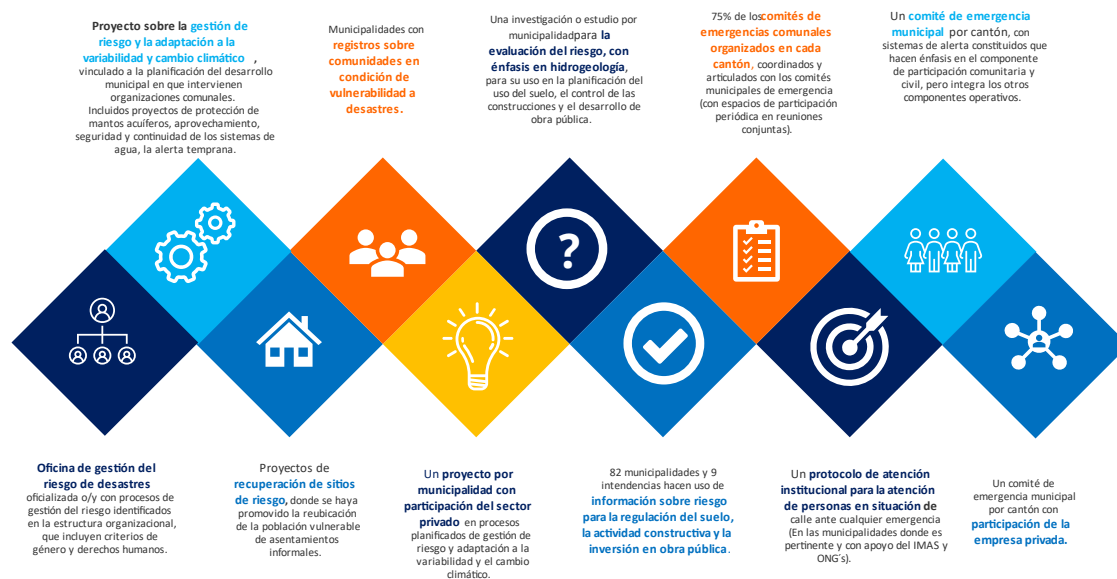 Proyecto sobre la gestión de
riesgo y la adaptación a la
variabilidad y cambio climático ,
vinculado a la planificación del desarrollo
municipal en que intervienen
organizaciones comunales.
Incluidos proyectos de protección de
mantos acuíferos, aprovechamiento,
seguridad y continuidad de los sistemas de
agua, la alerta temprana.
Municipalidades con
registros sobre
comunidades en
condición de
vulnerabilidad a
desastres.
Una investigación o estudio por
municipalidadpara la
evaluación del riesgo, con
énfasis en hidrogeología,
para su uso en la planificación del
uso del suelo, el control de las
construcciones y el desarrollo de
obra pública.
75% de los comités de
emergencias comunales
organizados en cada
cantón, coordinados y
articulados con los comités
municipales de emergencia
(con espacios de participación
periódica en reuniones
conjuntas).
Un comité de emergencia
municipal por cantón, con
sistemas de alerta constituidos que
hacen énfasis en el componente
de participación comunitaria y
civil, pero integra los otros
componentes operativos.
?
Oficina de gestión del
riesgo de desastres
oficializada o/y con procesos de
gestión del riesgo identificados
en la estructura organizacional,
que incluyen criterios de
género y derechos humanos.
Proyectos de
recuperación de sitios
de riesgo, donde se haya
promovido la reubicación
de la población vulnerable
de asentamientos
informales.
Un proyecto por
municipalidad con
participación del sector
privado en procesos
planificados de gestión de
riesgo y adaptación a la
variabilidad y el cambio
climático.
82 municipalidades y 9
intendencias hacen uso de
información sobre riesgo
para la regulación del suelo,
la actividad constructiva y la
inversión en obra pública.
Un protocolo de atención
institucional para la atención
de personas en situación de
calle ante cualquier emergencia
(En las municipalidades donde es
pertinente y con apoyo del IMAS y
ONG´s).
Un comité de
emergencia municipal
por cantón con
participación de la
empresa privada.